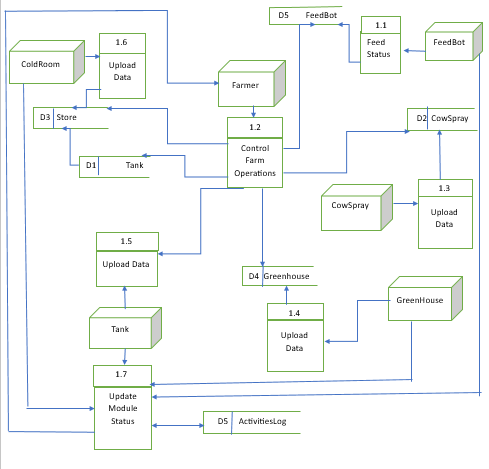 D5 FeedBot
1.1
Feed
Status
FeedBot
1.6
Upload
Data
ColdRoom
Farmer
D3 Store
1.2
Control
Farm
Operations
D2 CowSpray
D1 Tank
1.3
Upload
Data
CowSpray
1.5
Upload Data
D4 Greenhouse
GreenHouse
1.4
Upload
Data
Tank
1.7
Update
Module
Status
D5 ActivitiesLog